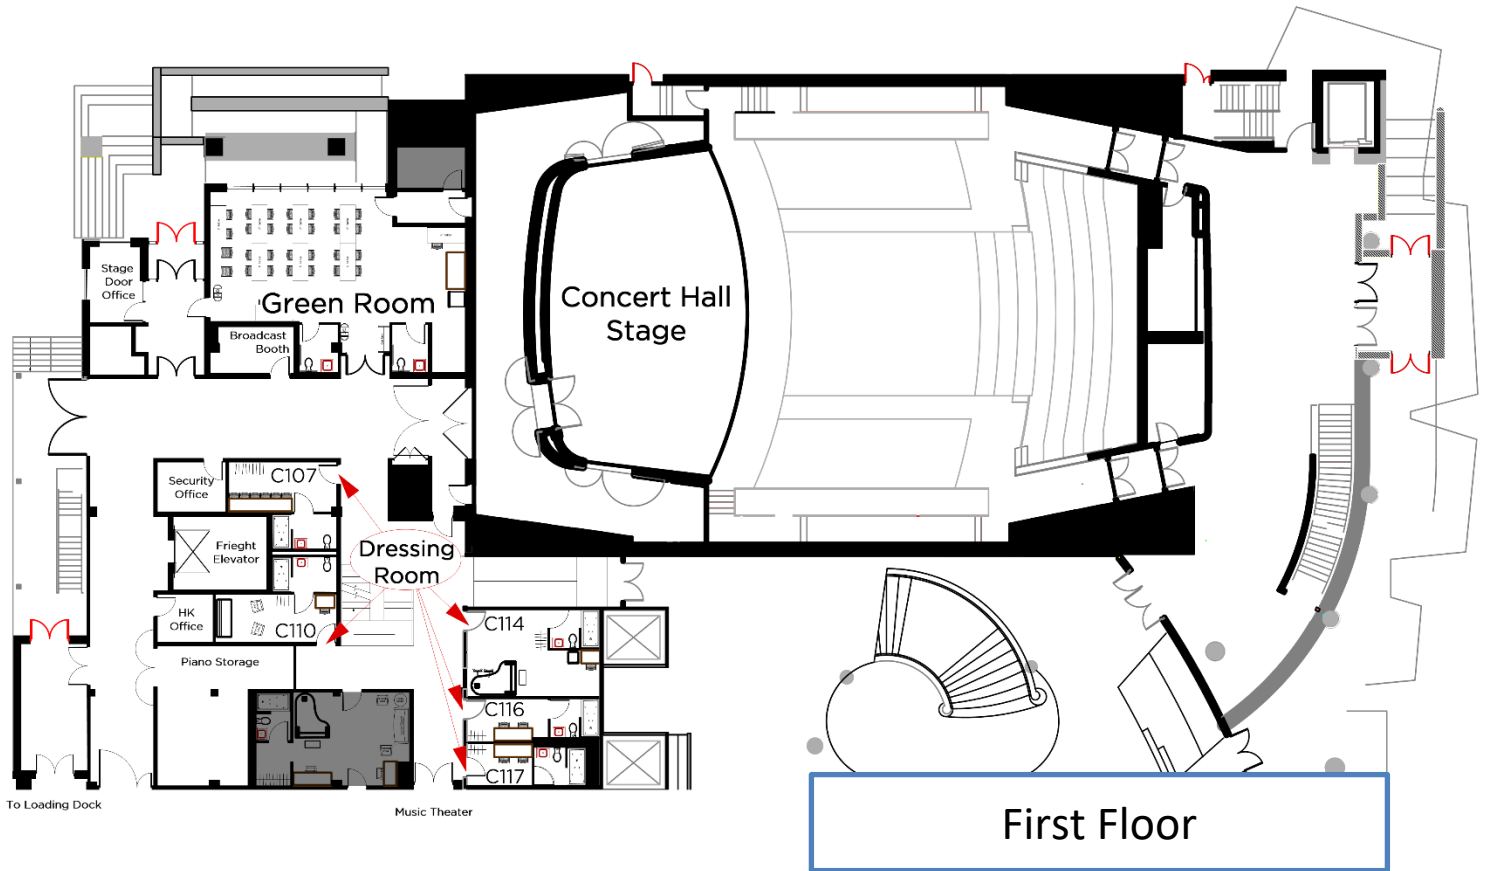 Stage
Door
Office
Green Room
Broadcast
Booth
Concert Hall
Stage
Security
Office
C107
Frieght
Elevator
Dressing
Room
HK
Office
C110
C114
Piano Storage
C116
C117
To Loading Dock
Music Theater
First Floor